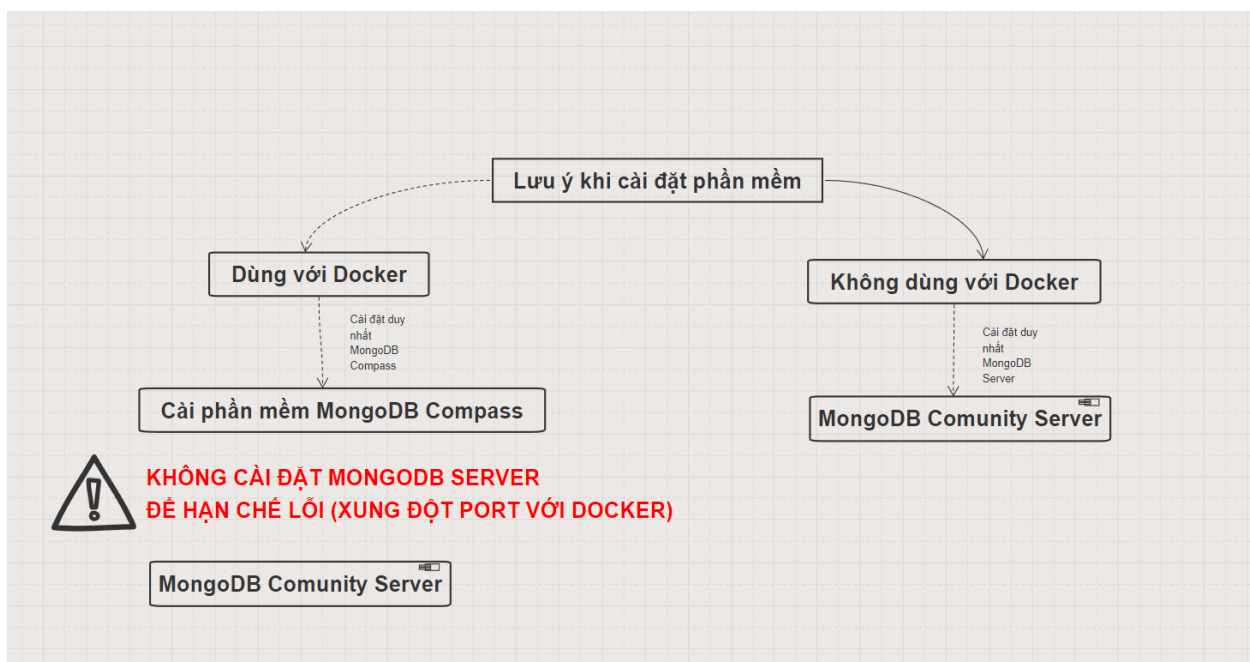 Lưu ý khi cài đặt phần mềm
Dùng với Docker
Không dùng với Docker
Cài đặt duy
nhất
MongoDB
Compass
Cài đặt duy
nhất
MongoDB
Server
Cài phần mềm MongoDB Compass
MongoDB Comunity Server
KHÔNG CÀI ĐẶT MONGODB SERVER
ĐỂ HẠN CHẾ LỖI (XUNG ĐỘT PORT VỚI DOCKER)
MongoDB Comunity Server